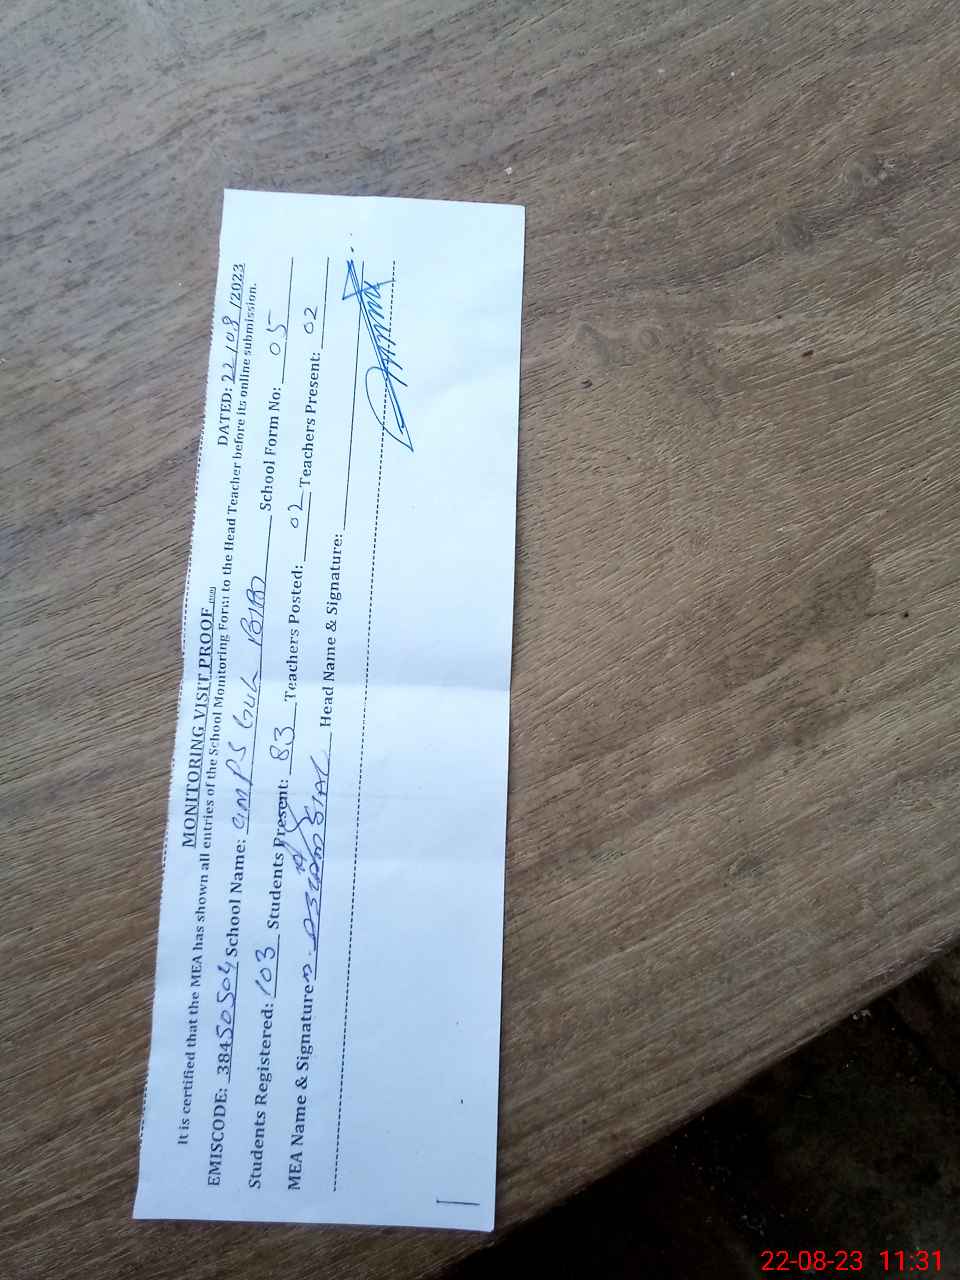 MONITORING VISIT PROOF
DATED: 22/08/2023
It is certified that the MEA has shown all entries of the School Monitoring Form to the Head Teacher before its online submission.
EMISCODE: 38450504 School Name: GMPS Gul School Form No: 05
Students Registered: 103 Students Present: 83 Teachers Posted: 02 Teachers Present: 02
MEA Name & Signature Head Name & Signature:
22-08-23 11:31